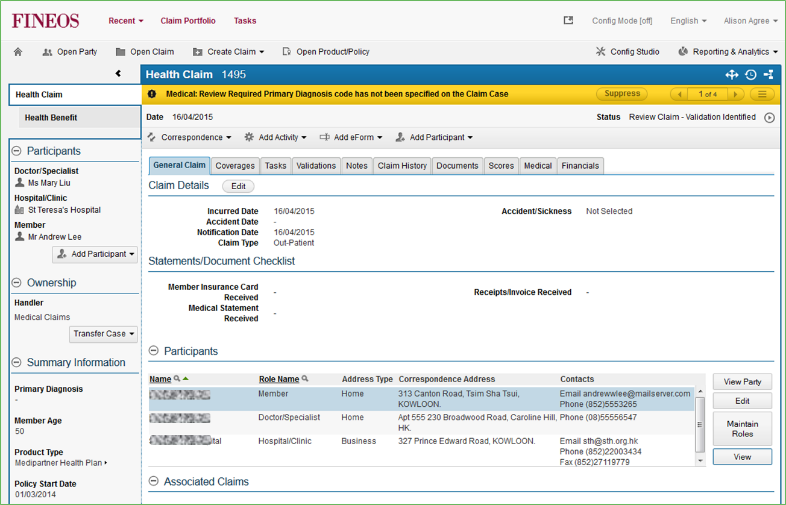 FINEOS Recent Claim Portfolio Tasks Config Mode [off] English Alison Agree
Open Party Open Claim Create Claim Open Product/Policy Config Studio Reporting & Analytics
Health Claim
Health Benefit
Participants
Doctor/Specialist
Ms Mary Liu
Hospital/Clinic
St Teresa's Hospital
Member
Mr Andrew Lee
Add Participant
Ownership
Handler
Medical Claims
Transfer Case
Summary Information
Primary Diagnosis
-
Member Age
50
Product Type
Medipartner Health Plan
Policy Start Date
01/03/2014
Health Claim 1495
Medical: Review Required Primary Diagnosis code has not been specified on the Claim Case Suppress 1 of 4
Date 16/04/2015 Status Review Claim - Validation Identified
Correspondence Add Activity Add eForm Add Participant
General Claim Coverages Tasks Validations Notes Claim History Documents Scores Medical Financials
Claim Details Edit
Incurred Date 16/04/2015 Accident/Sickness Not Selected
Accident Date -
Notification Date 16/04/2015
Claim Type Out-Patient
Statements/Document Checklist
Member Insurance Card
Received - Receipts/Invoice Received -
Medical Statement
Received -
Participants
Name Role Name Address Type Correspondence Address Contacts
Member Home 313 Canton Road, Tsim Sha Tsui, Email andrewwlee@mailserver.com
KOWLOON. Phone (852)5553265
Doctor/Specialist Home Apt 555 230 Broadwood Road, Caroline Hill, Phone (08)55556547
HK.
tal Hospital/Clinic Business 327 Prince Edward Road, KOWLOON. Email sth@sth.org.hk
Phone (852)22003434
Fax (852)27119779
View Party
Edit
Maintain
Roles
View
Associated Claims